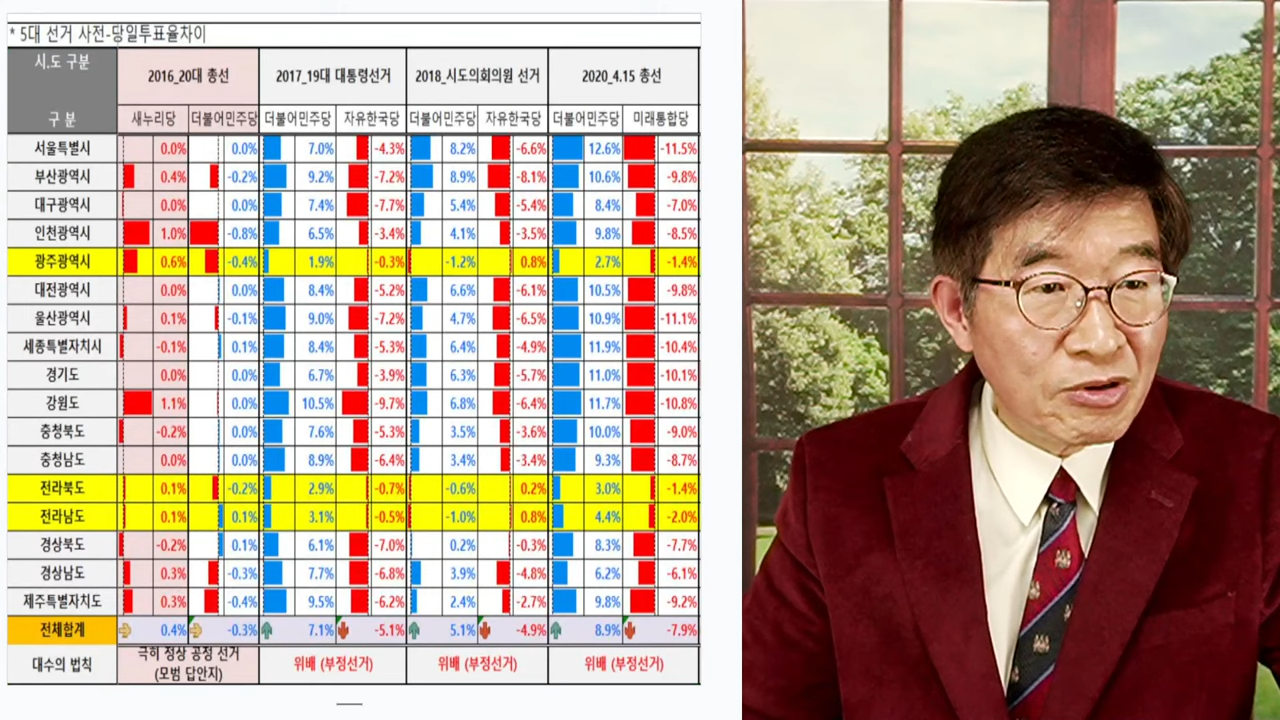 * 5대 선거 사전-당일투표율차이
시.도 구분 2016_20대 총선 2017_19대 대통령선거 2018_시도의회의원 선거 2020_4.15 총선
구 분 새누리당 더불어민주당 더불어민주당 자유한국당 더불어민주당 자유한국당 더불어민주당 미래통합당
서울특별시 0.0% 0.0% 7.0% -4.3% 8.2% -6.6% 12.6% -11.5%
부산광역시 0.4% -0.2% 9.2% -7.2% 8.9% -8.1% 10.6% -9.8%
대구광역시 0.0% 0.0% 7.4% -7.7% 5.4% -5.4% 8.4% -7.0%
인천광역시 1.0% -0.8% 6.5% -3.4% 4.1% -3.5% 9.8% -8.5%
광주광역시 0.6% -0.4% 1.9% -0.3% -1.2% 0.8% 2.7% -1.4%
대전광역시 0.0% 0.0% 8.4% -5.2% 6.6% -6.1% 10.5% -9.8%
울산광역시 0.1% -0.1% 9.0% -7.2% 4.7% -6.5% 10.9% -11.1%
세종특별자치시 -0.1% 0.1% 8.4% -5.3% 6.4% -4.9% 11.9% -10.4%
경기도 0.0% 0.0% 6.7% -3.9% 6.3% -5.7% 11.0% -10.1%
강원도 1.1% 0.0% 10.5% -9.7% 6.8% -6.4% 11.7% -10.8%
충청북도 -0.2% 0.0% 7.6% -5.3% 3.5% -3.6% 10.0% -9.0%
충청남도 0.0% 0.0% 8.9% -6.4% 3.4% -3.4% 9.3% -8.7%
전라북도 0.1% -0.2% 2.9% -0.7% -0.6% 0.2% 3.0% -1.4%
전라남도 0.1% 0.1% 3.1% -0.5% -1.0% 0.8% 4.4% -2.0%
경상북도 -0.2% 0.1% 6.1% -7.0% 0.2% -0.3% 8.3% -7.7%
경상남도 0.3% -0.3% 7.7% -6.8% 3.9% -4.8% 6.2% -6.1%
제주특별자치도 0.3% -0.4% 9.5% -6.2% 2.4% -2.7% 9.8% -9.2%
전체합계 0.4% -0.3% 7.1% -5.1% 5.1% -4.9% 8.9% -7.9%
대수의 법칙 극히 정상 공정 선거 위배 (부정선거) 위배 (부정선거) 위배 (부정선거)
(모범 답안지)